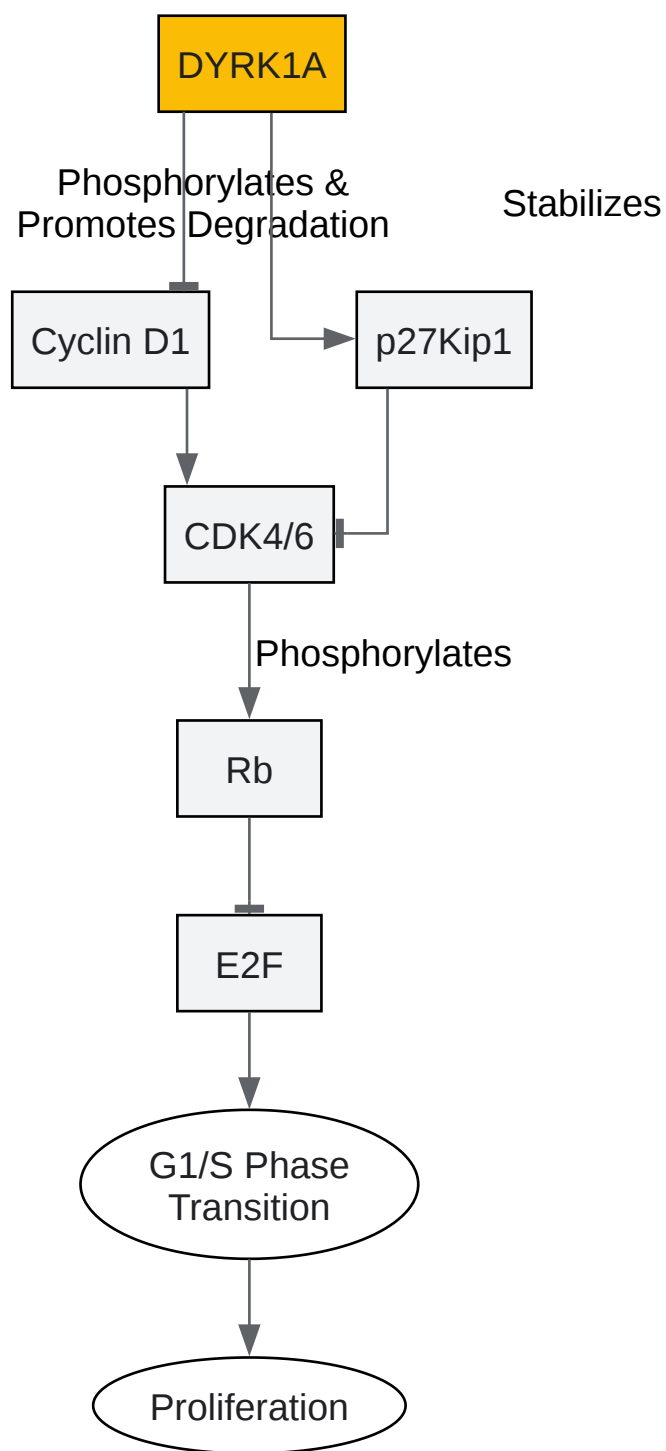 DYRK1A
Phosphorylates &
Promotes Degradation
Stabilizes
Cyclin D1
p27Kip1
CDK4/6
Phosphorylates
Rb
E2F
G1/S Phase
Transition
Proliferation